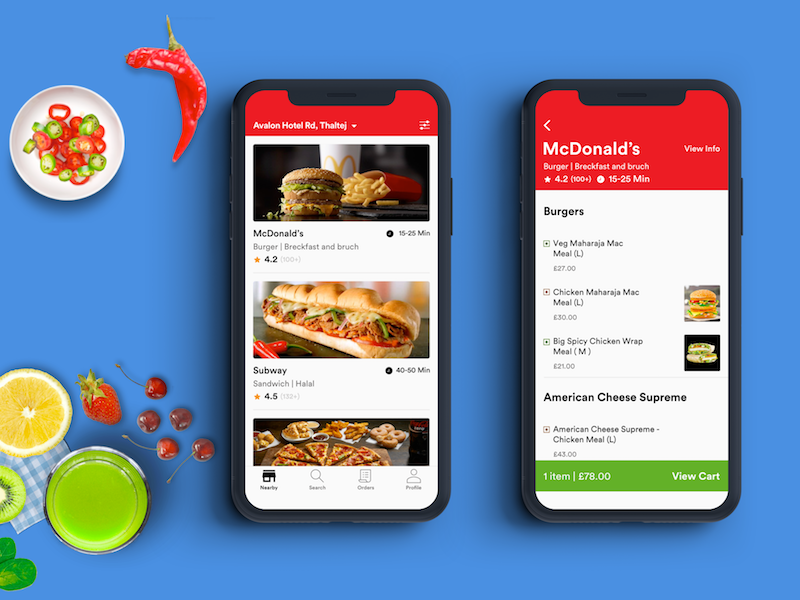 Avalon Hotel Rd, Thaltej
McDonald's
15-25 Min
Burger | Breckfast and bruch
4.2 (100+)
Subway
40-50 Min
Sandwich | Halal
4.5 (132+)
Nearby
Search
Orders
Profile
McDonald's
View Info
Burger | Breckfast and bruch
4.2 (100+) 15-25 Min
Burgers
Veg Maharaja Mac
Meal (L)
£27.00
Chicken Maharaja Mac
Meal (L)
£30.00
Big Spicy Chicken Wrap
Meal ( M )
£21.00
American Cheese Supreme
American Cheese Supreme -
Chicken Meal (L)
£43.00
1 item | £78.00
View Cart